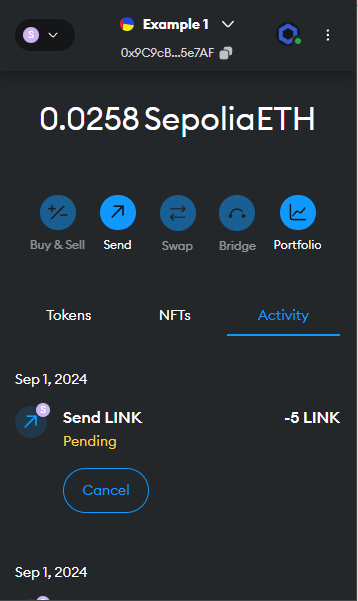 S
Example 1
0x9C9cB...5e7AF
0.0258 SepoliaETH
Buy & Sell
Send
Swap
Bridge
Portfolio
Tokens
NFTs
Activity
Sep 1, 2024
S
Send LINK
-5 LINK
Pending
Cancel
Sep 1, 2024